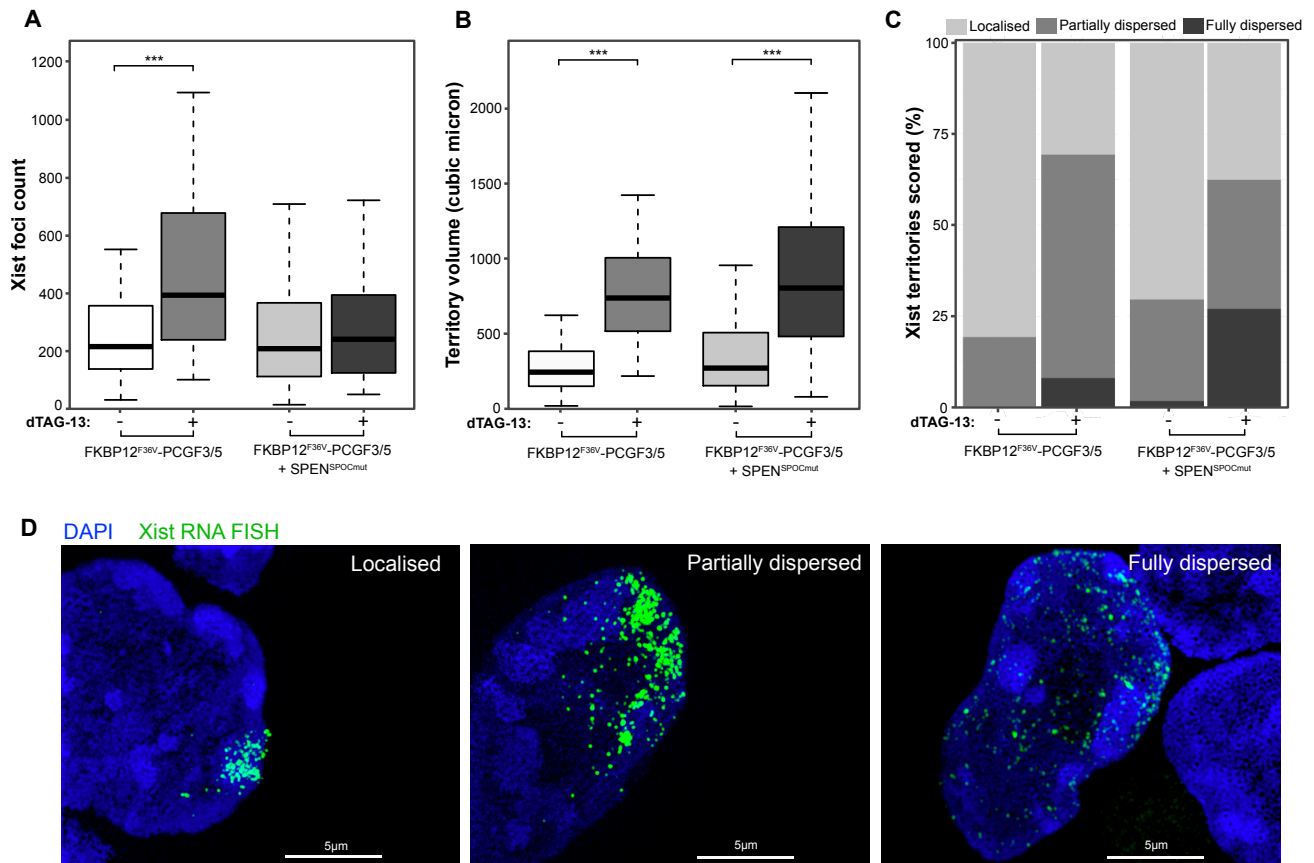 A
Xist foci count
1200
1000
800
600
400
200
0
***
dTAG-13:
- + - +
FKBP12F36V-PCGF3/5
FKBP12F36V-PCGF3/5
+ SPENSPOCmut
B
Territory volume (cubic micron)
2000
1500
1000
500
0
***
***
dTAG-13:
- + - +
FKBP12F36V-PCGF3/5
FKBP12F36V-PCGF3/5
+ SPENSPOCmut
C
Localised Partially dispersed Fully dispersed
Xist territories scored (%)
100
75
50
25
0
dTAG-13:
- + - +
FKBP12F36V-PCGF3/5
FKBP12F36V-PCGF3/5
+ SPENSPOCmut
D
DAPI Xist RNA FISH
Localised
5µm
Partially dispersed
5µm
Fully dispersed
5µm